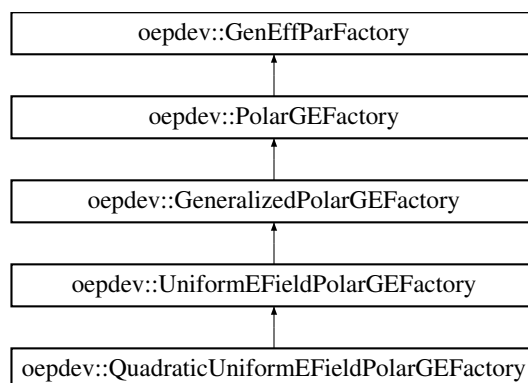 oepdev::GenEffParFactory
oepdev::PolarGEFactory
oepdev::GeneralizedPolarGEFactory
oepdev::UniformEFieldPolarGEFactory
oepdev::QuadraticUniformEFieldPolarGEFactory